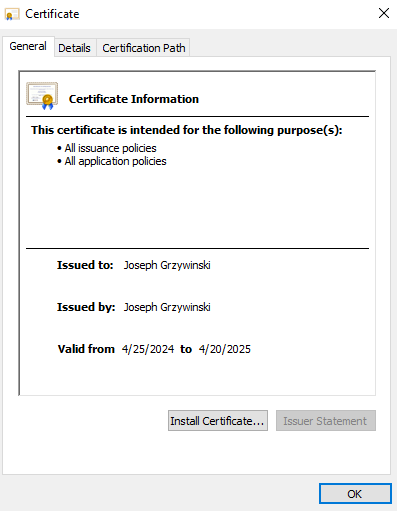 Certificate
General Details Certification Path
Certificate Information
This certificate is intended for the following purpose(s):
• All issuance policies
• All application policies
Issued to: Joseph Grzywinski
Issued by: Joseph Grzywinski
Valid from 4/25/2024 to 4/20/2025
Install Certificate... Issuer Statement
OK